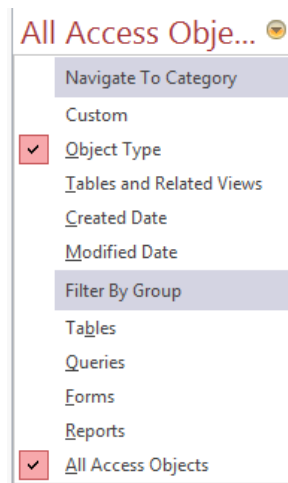 All Access Obje...
Navigate To Category
Custom
Object Type
Tables and Related Views
Created Date
Modified Date
Filter By Group
Tables
Queries
Forms
Reports
All Access Objects